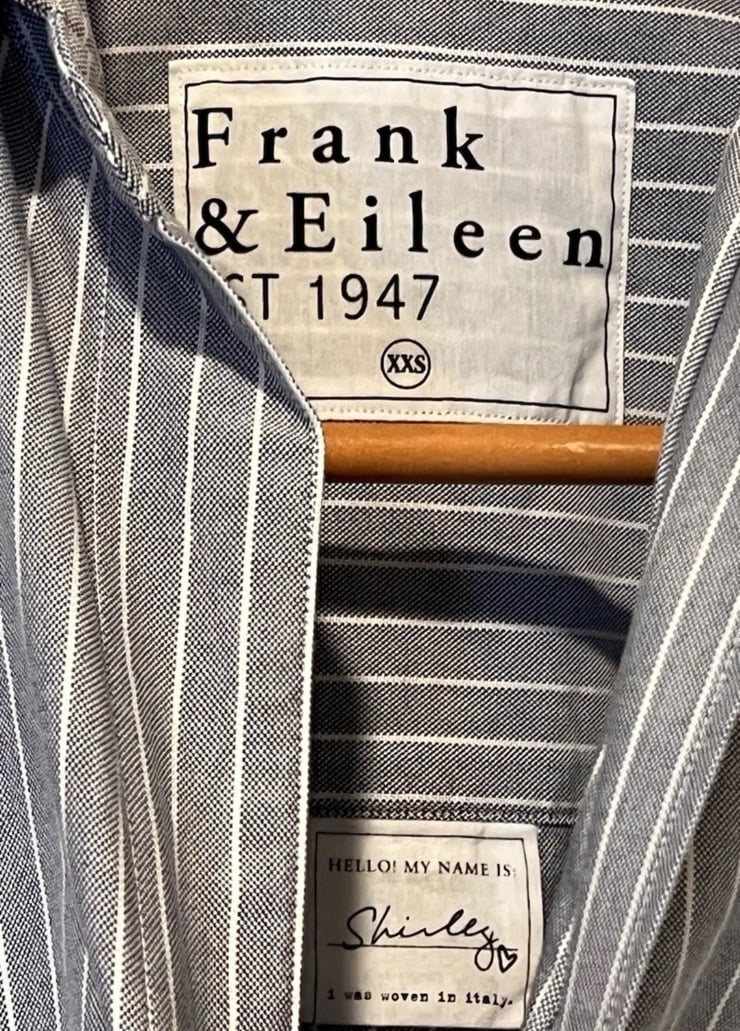 Frank
& Eileen
ST 1947
XXS
HELLO! MY NAME IS:
Shirley
i was woven in italy.